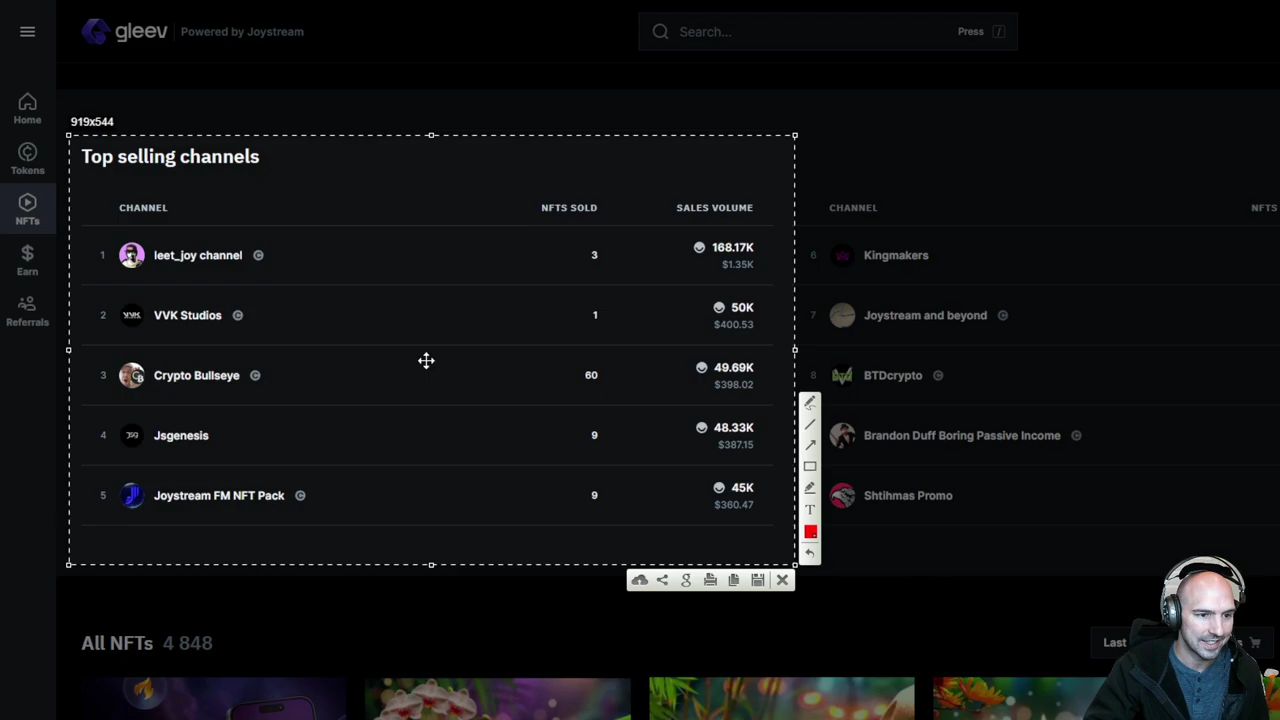 gleev Powered by Joystream
Search... Press /
Home
Tokens
NFTs
Earn
Referrals
919x544
Top selling channels
CHANNEL NFTS SOLD SALES VOLUME
1 leet_joy channel C 3 168.17K
$1.35K
2 VVK VVK Studios C 1 50K
$400.53
3 Crypto Bullseye C 60 49.69K
$398.02
4 JSG Jsgenesis 9 48.33K
$387.15
5 Joystream FM NFT Pack C 9 45K
$360.47
CHANNEL NFTS
6 Kingmakers
7 Joystream and beyond C
8 BTDcrypto C
Brandon Duff Boring Passive Income C
Shtihmas Promo
T
g
All NFTs 4 848
Last